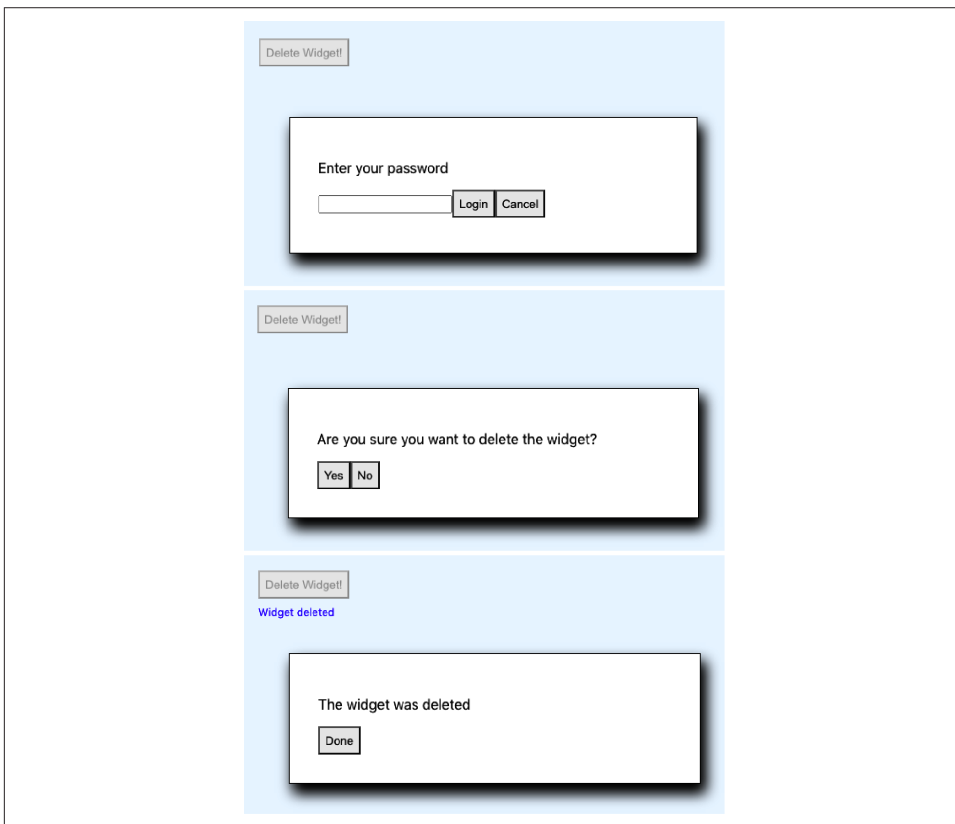 Delete Widget!
Enter your password
Login Cancel
Delete Widget!
Are you sure you want to delete the widget?
Yes No
Delete Widget!
Widget deleted
The widget was deleted
Done